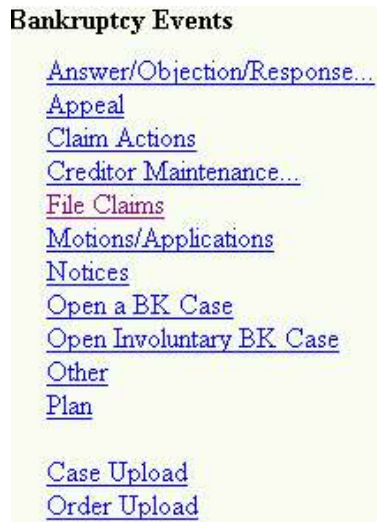 Bankruptcy Events
Answer/Objection/Response...
Appeal
Claim Actions
Creditor Maintenance...
File Claims
Motions/Applications
Notices
Open a BK Case
Open Involuntary BK Case
Other
Plan
Case Upload
Order Upload